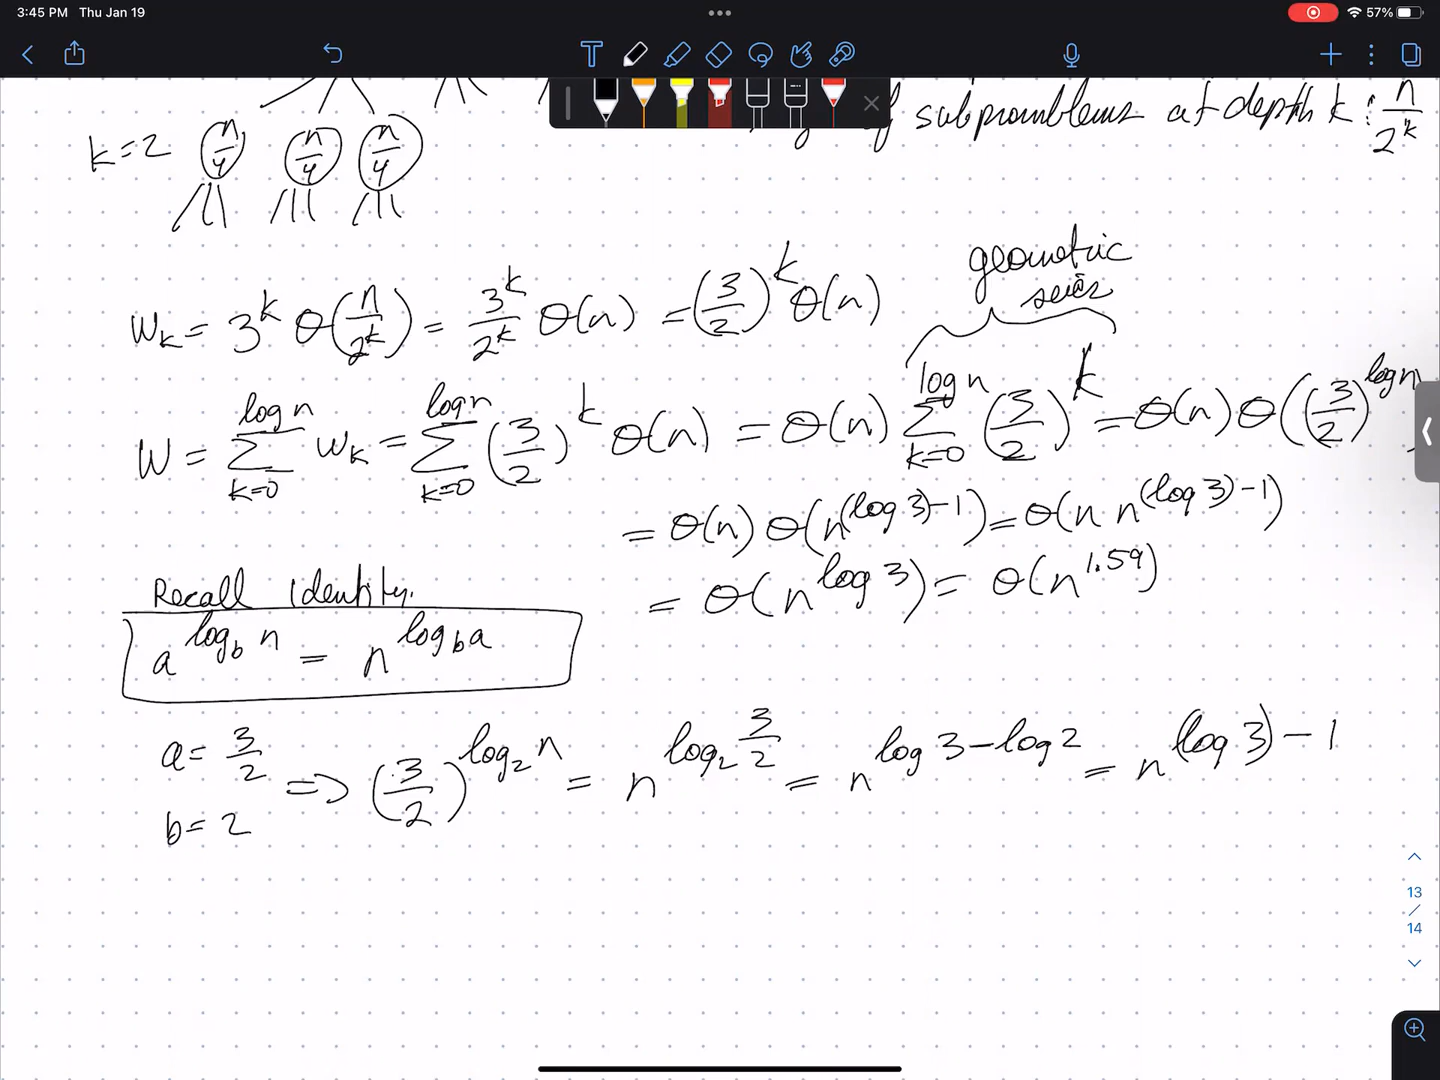 3:45 PM Thu Jan 19
57%
T
subpromblems at depth k : n/2^k
k=2 n/4 n/4 n/4
geometric
series
W_k = 3^k Θ(n/2^k) = 3^k/2^k Θ(n) = (3/2)^k Θ(n)
W = Σ_{k=0}^{log n} W_k = Σ_{k=0}^{log n} (3/2)^k Θ(n) = Θ(n) Σ_{k=0}^{log n} (3/2)^k = Θ(n) Θ((3/2)^{log n}
= Θ(n) Θ(n^{(log 3)-1}) = Θ(n n^{(log 3)-1})
= Θ(n^{log 3}) = Θ(n^{1.59})
Recall Identity.
a^{log_b n} = n^{log_b a}
a = 3/2
b = 2
=> (3/2)^{log_2 n} = n^{log_2 3/2} = n^{log 3 - log 2} = n^{(log 3) - 1}
13
/
14